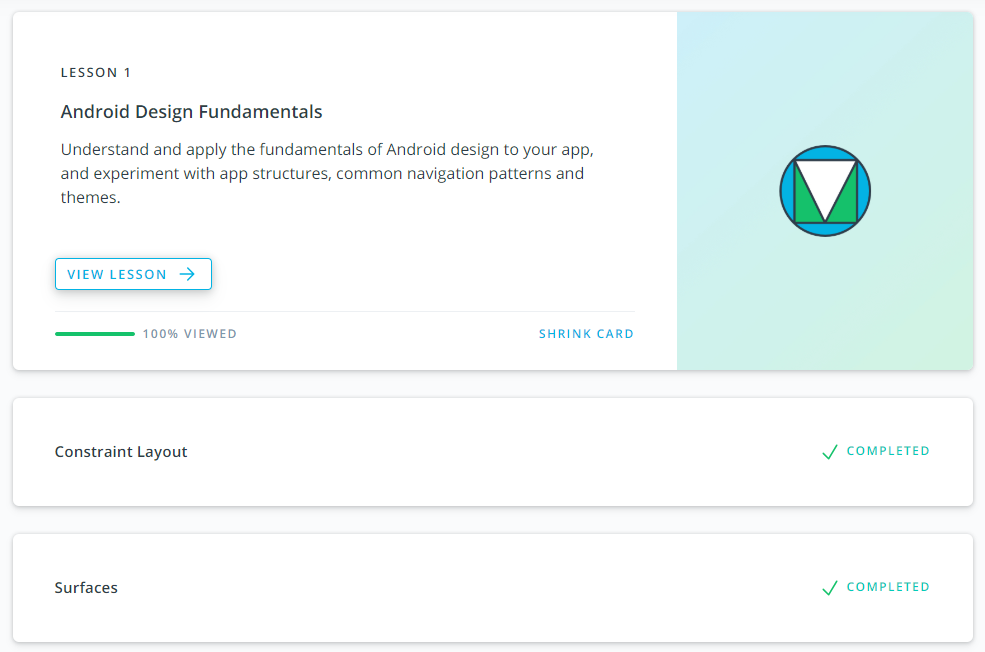 LESSON 1
Android Design Fundamentals
Understand and apply the fundamentals of Android design to your app,
and experiment with app structures, common navigation patterns and
themes.
VIEW LESSON
100% VIEWED
SHRINK CARD
Constraint Layout
COMPLETED
Surfaces
COMPLETED